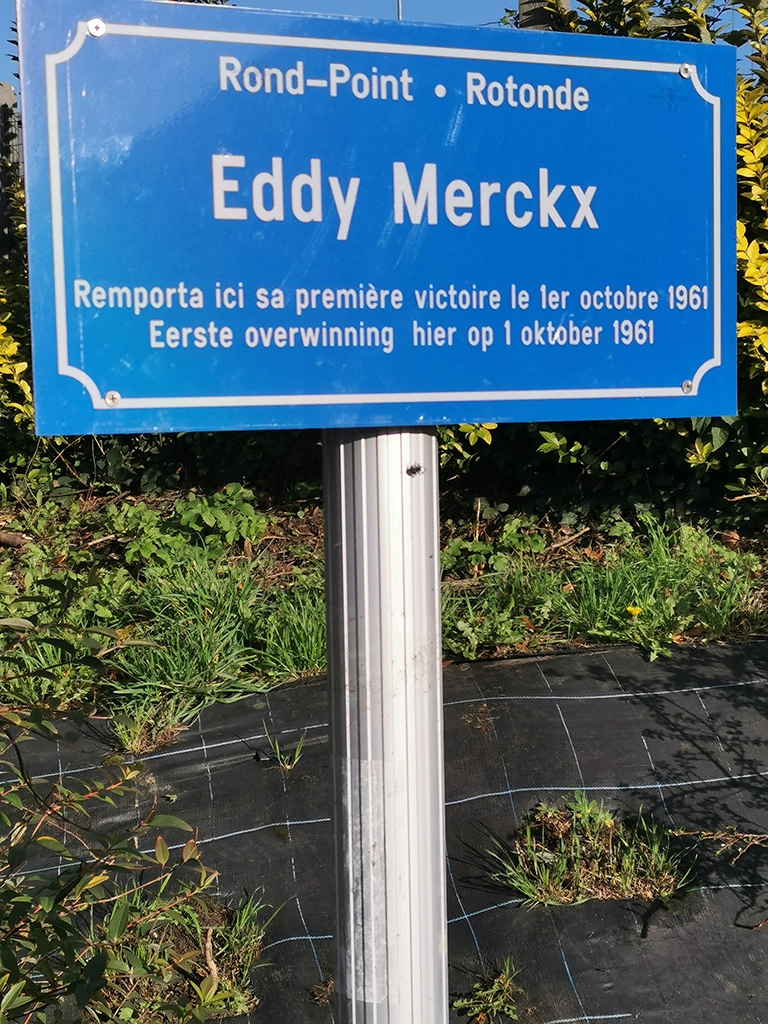 Rond-Point • Rotonde
Eddy Merckx
Remporta ici sa première victoire le 1er octobre 1961
Eerste overwinning hier op 1 oktober 1961